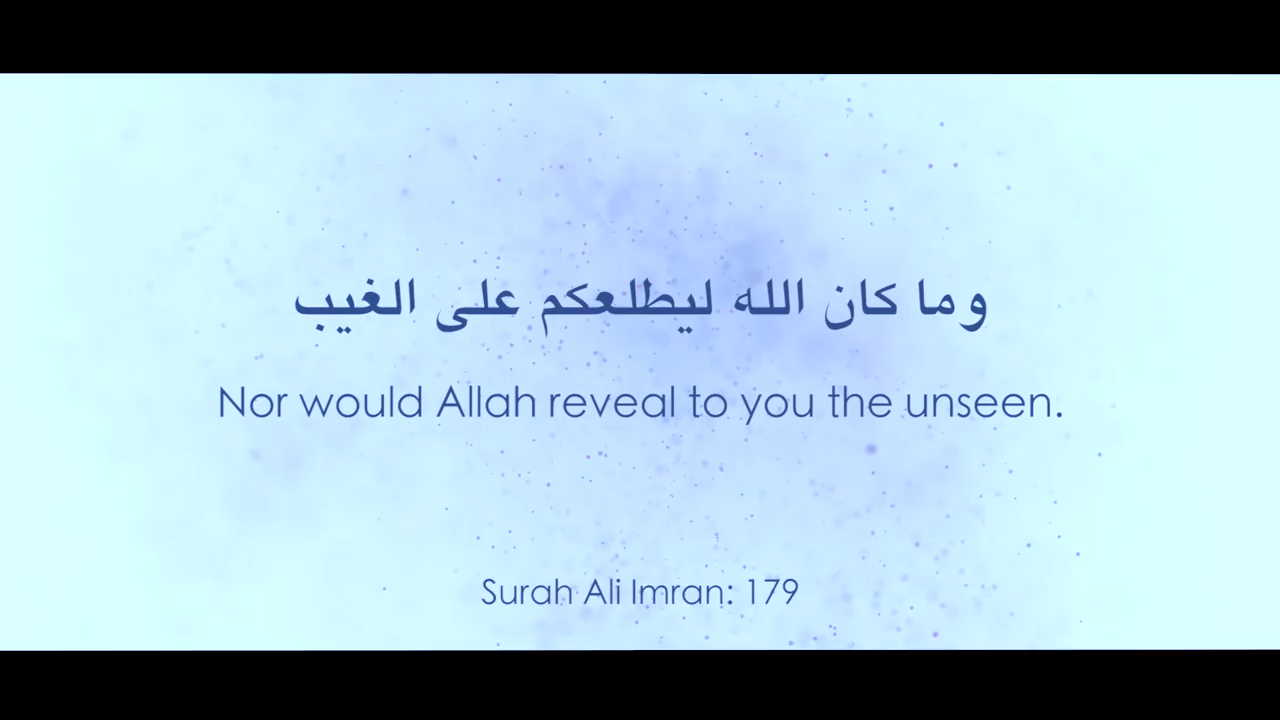 وما كان الله ليطلعكم على الغيب
Nor would Allah reveal to you the unseen.
Surah Ali Imran: 179